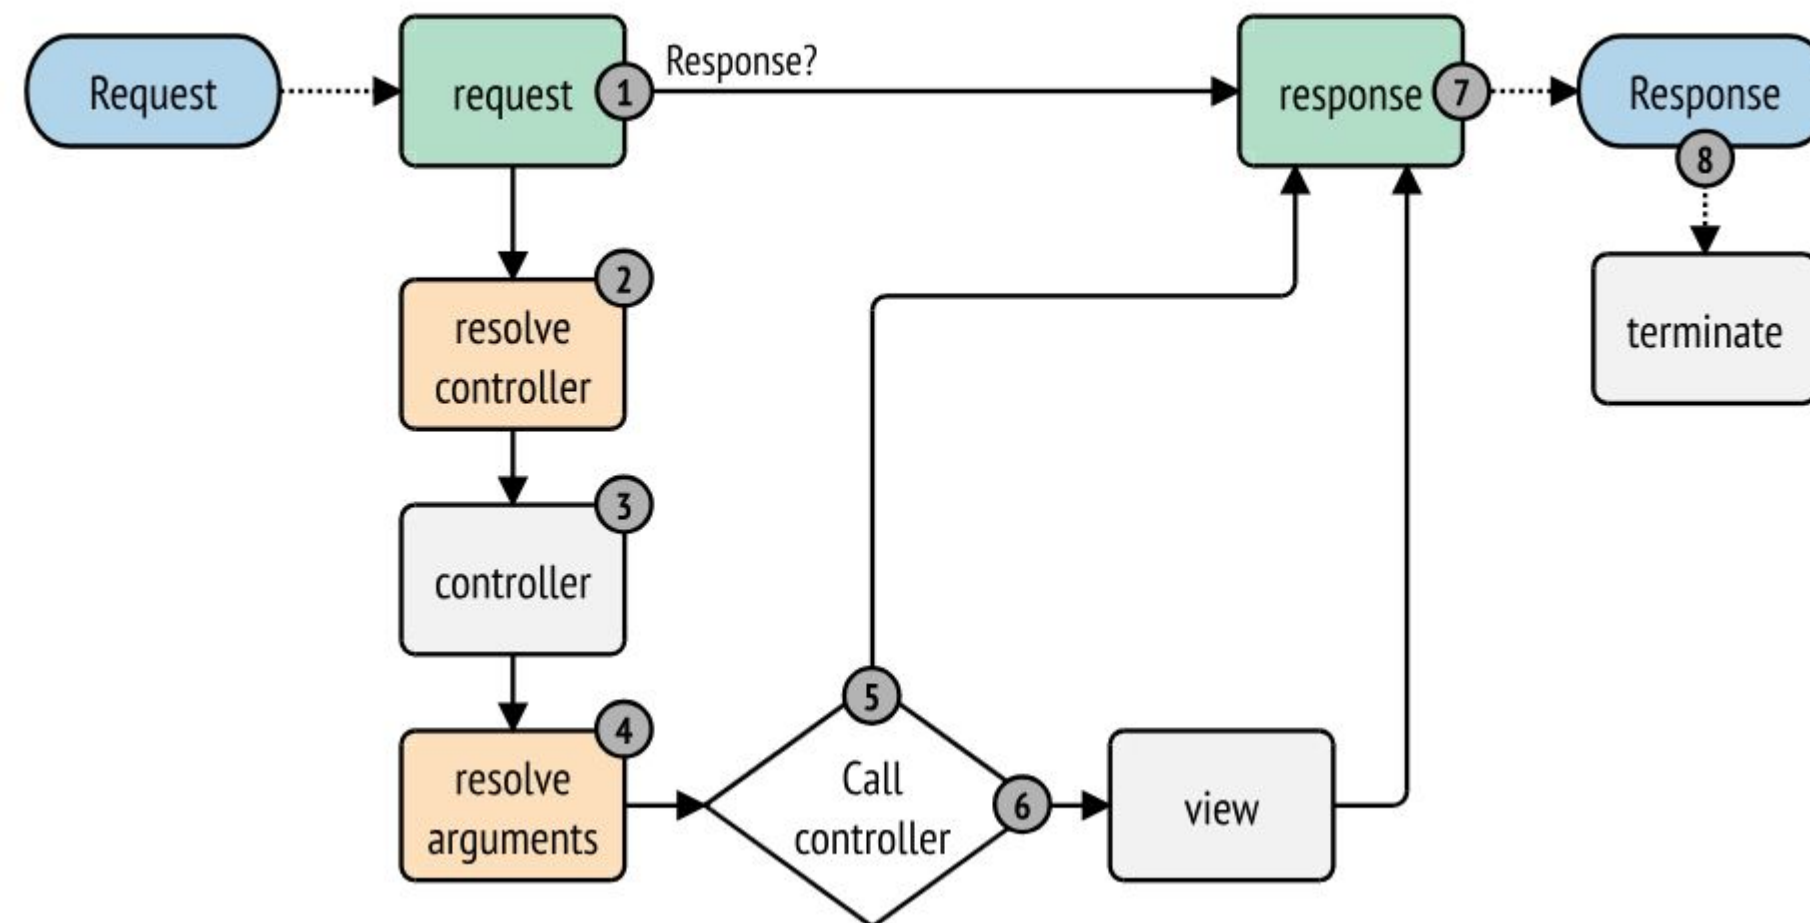 Request
request
1
Response?
response
7
Response
8
terminate
2
resolve
controller
3
controller
4
resolve
arguments
5
Call
controller
6
view